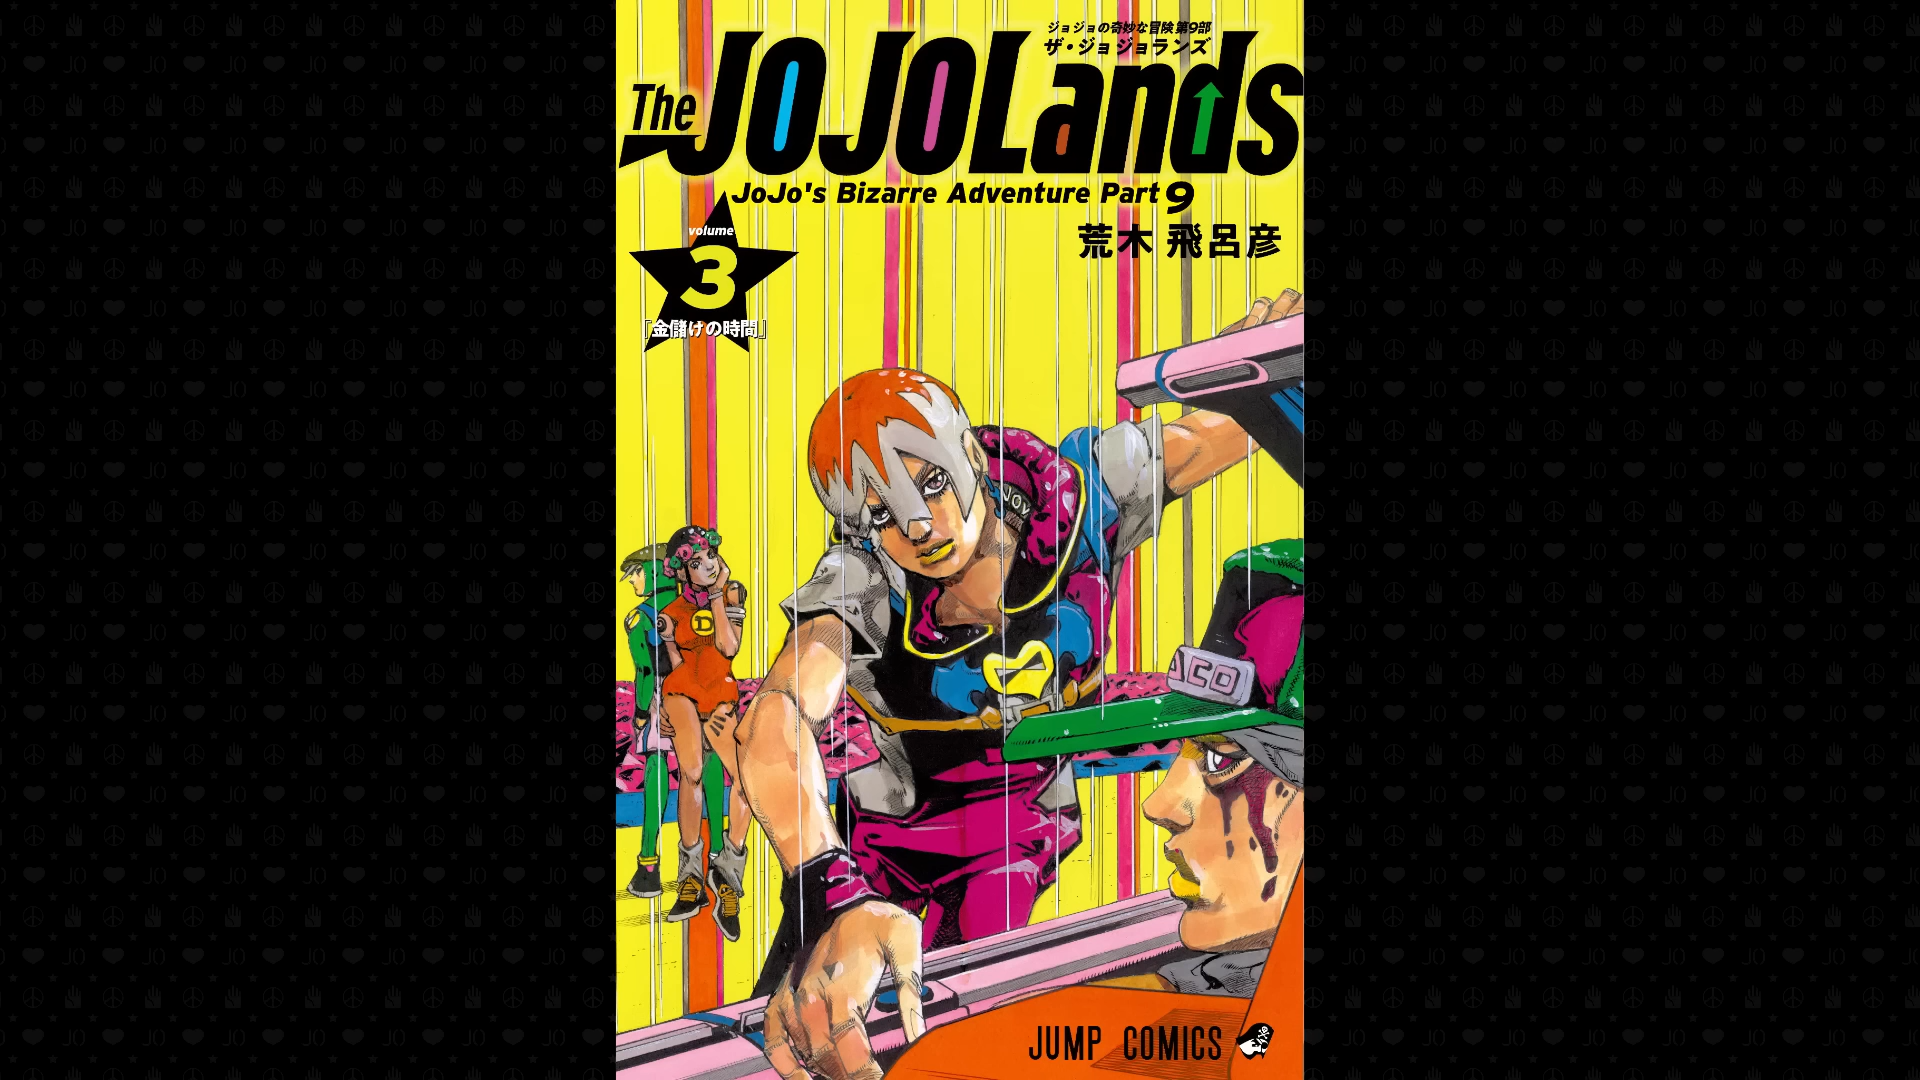 ジョジョの奇妙な冒険 第9部
ザ・ジョジョランズ
The JOJOLands
JoJo's Bizarre Adventure Part 9
volume
3
『金儲けの時間』
荒木 飛呂彦
JOV
D
JUMP COMICS